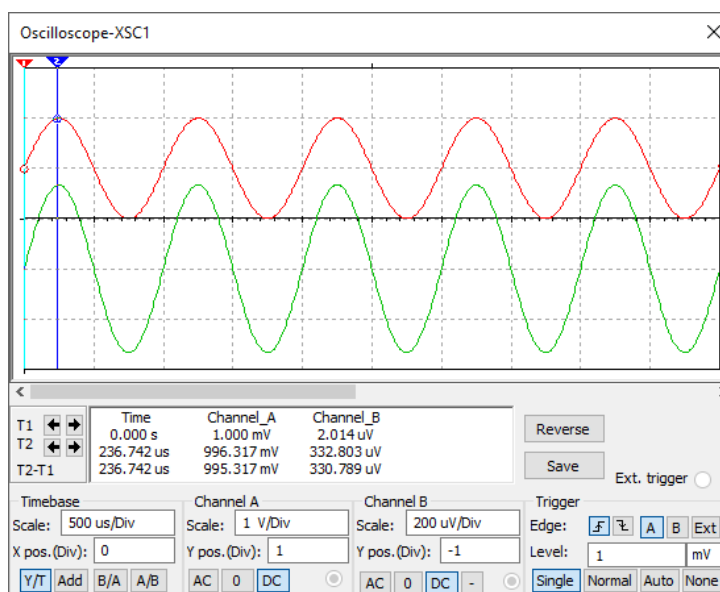 Oscilloscope-XSC1
1 2
T1 Time Channel_A Channel_B
0.000 s 1.000 mV 2.014 uV
T2 236.742 us 996.317 mV 332.803 uV
T2-T1 236.742 us 995.317 mV 330.789 uV
Reverse
Save
Ext. trigger
Timebase
Scale: 500 us/Div
X pos.(Div): 0
Y/T Add B/A A/B
Channel A
Scale: 1 V/Div
Y pos.(Div): 1
AC 0 DC
Channel B
Scale: 200 uV/Div
Y pos.(Div): -1
AC 0 DC -
Trigger
Edge: A B Ext
Level: 1 mV
Single Normal Auto None